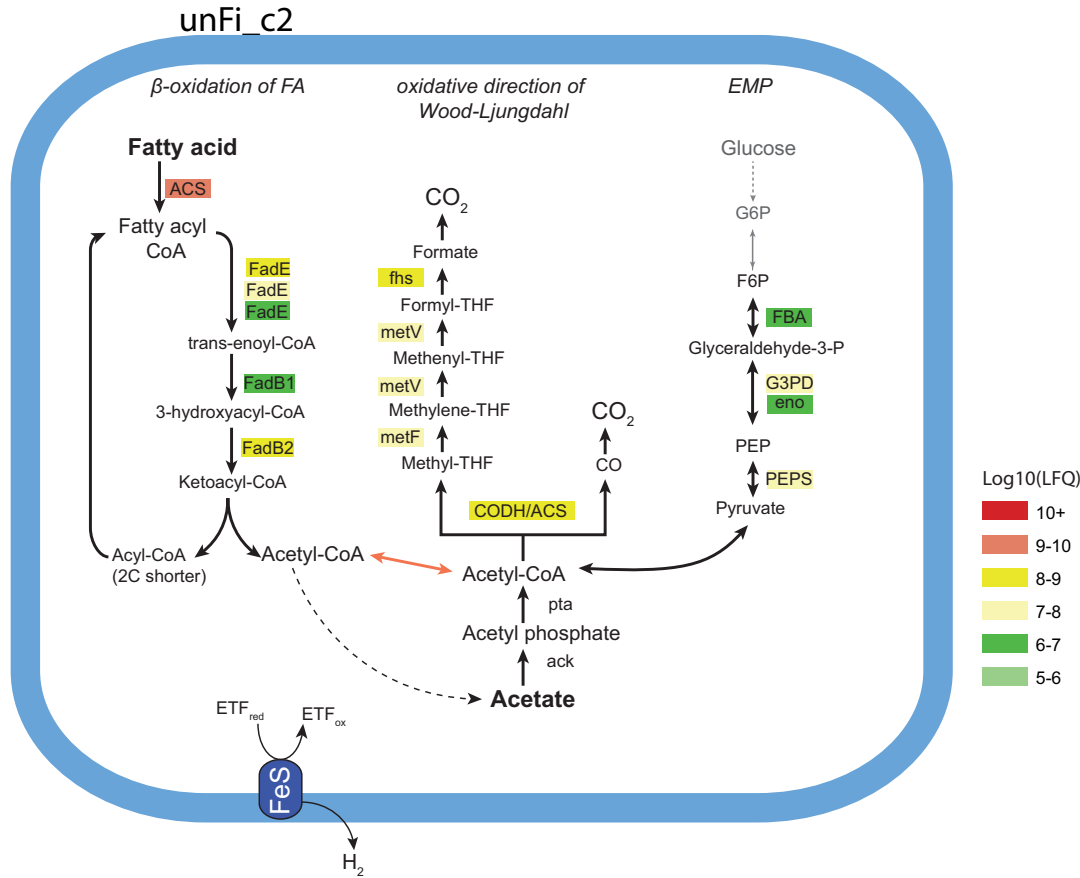 unFi_c2
β-oxidation of FA
oxidative direction of
Wood-Ljungdahl
EMP
Fatty acid
ACS
Fatty acyl
CoA
FadE
FadE
FadE
trans-enoyl-CoA
FadB1
3-hydroxyacyl-CoA
FadB2
Ketoacyl-CoA
Acyl-CoA
(2C shorter)
Acetyl-CoA
CO2
Formate
fhs
Formyl-THF
metV
Methenyl-THF
metV
Methylene-THF
metF
Methyl-THF
CO2
CO
CODH/ACS
Acetyl-CoA
pta
Acetyl phosphate
ack
Acetate
Glucose
G6P
F6P
FBA
Glyceraldehyde-3-P
G3PD
eno
PEP
PEPS
Pyruvate
ETFred
ETFox
FeS
H2
Log10(LFQ)
10+
9-10
8-9
7-8
6-7
5-6